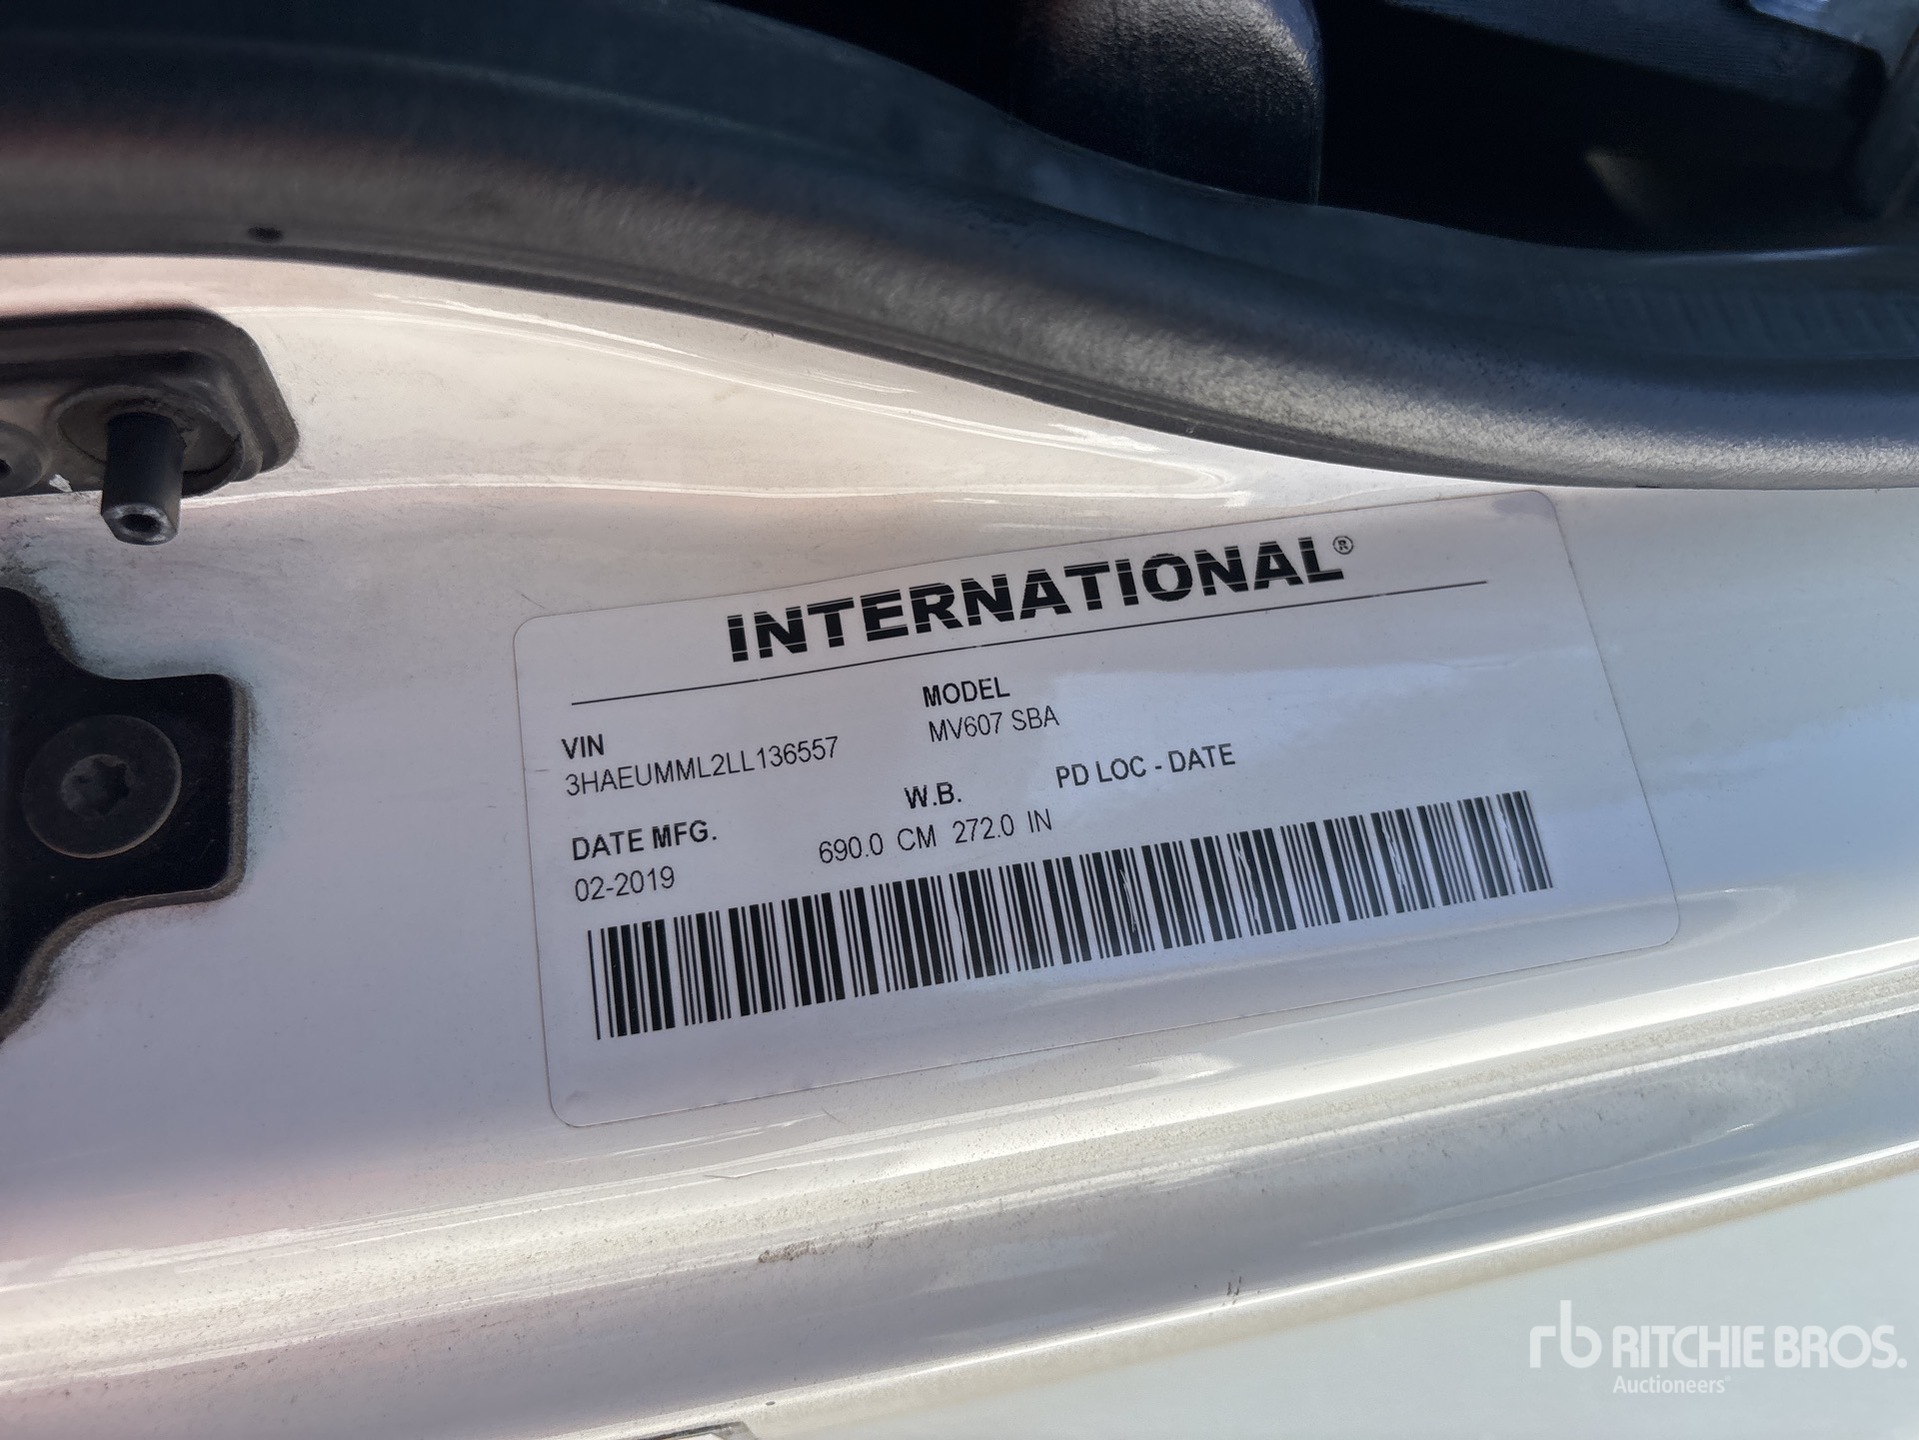 INTERNATIONAL®
VIN
3HAEUMML2LL136557
MODEL
MV607 SBA
DATE MFG.
02-2019
W.B.
690.0 CM 272.0 IN
PD LOC - DATE
rb RITCHIE BROS.
Auctioneers